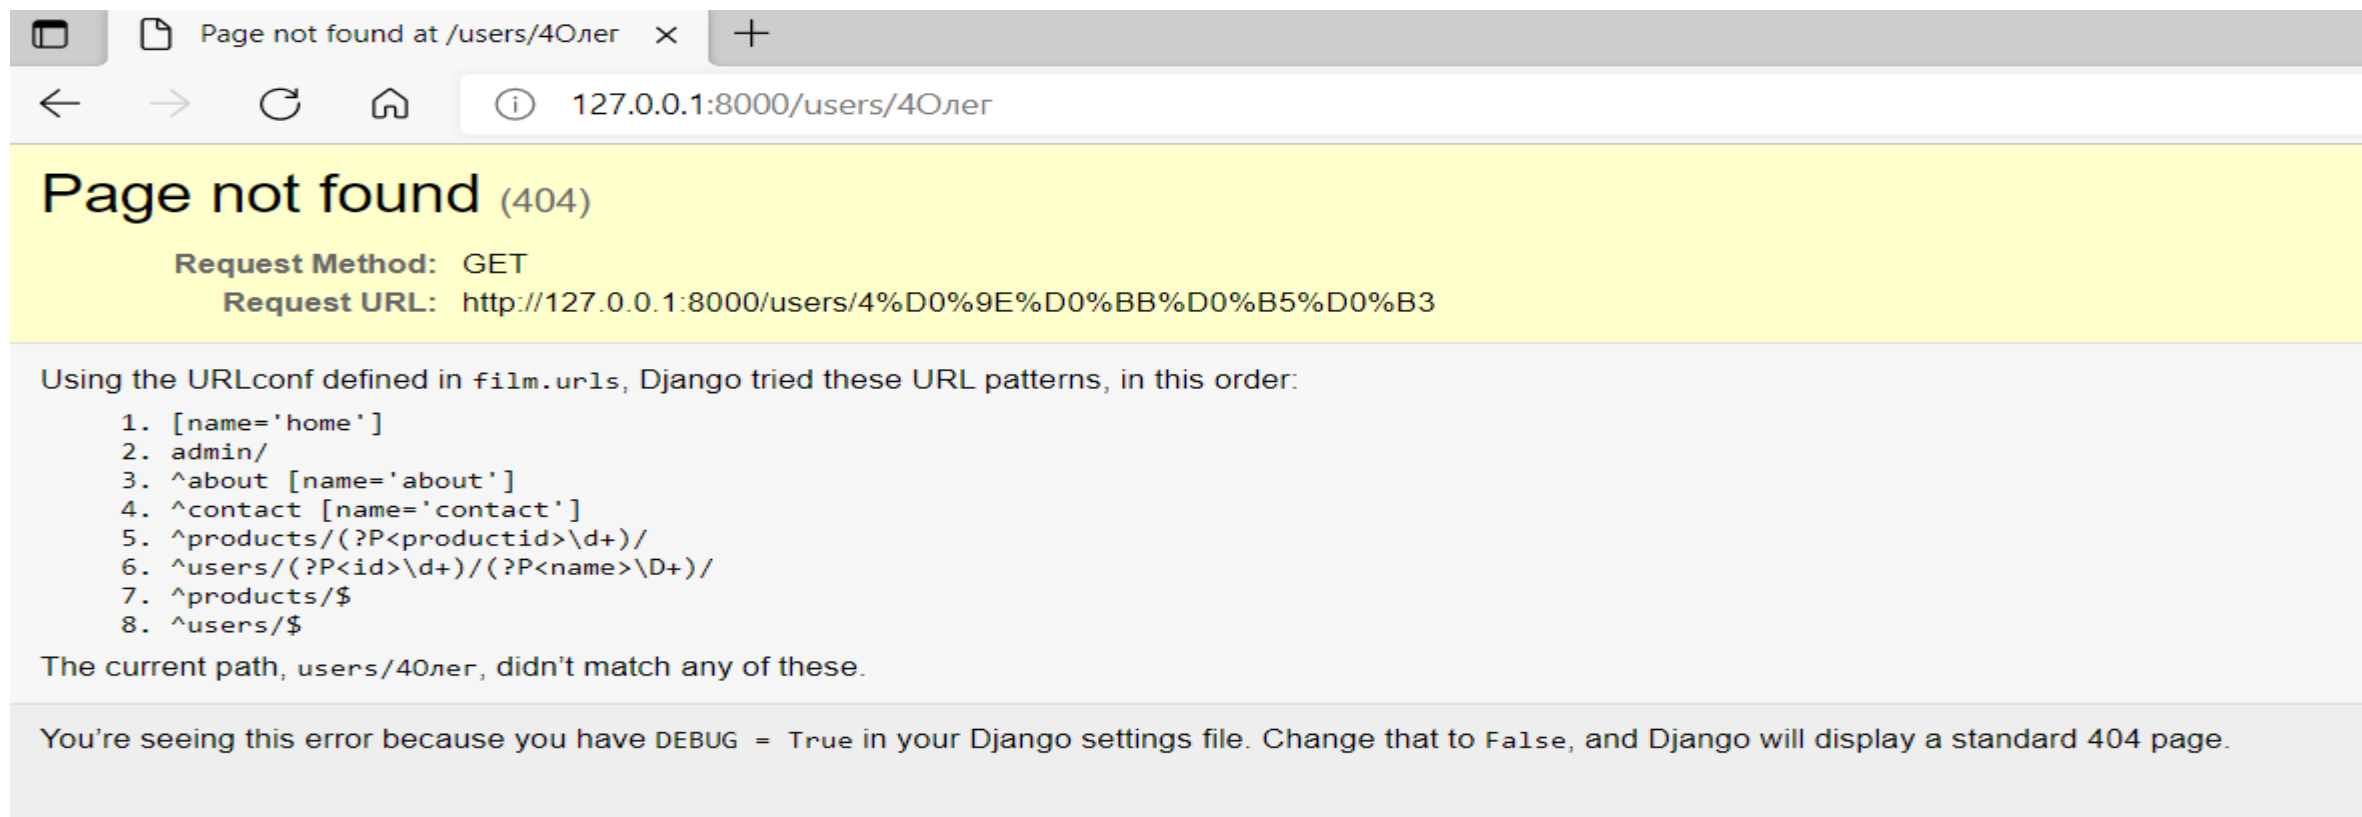 Page not found at /users/4Олег
127.0.0.1:8000/users/4Олег
Page not found (404)
Request Method: GET
Request URL: http://127.0.0.1:8000/users/4%D0%9E%D0%BB%D0%B5%D0%B3
Using the URLconf defined in film.urls, Django tried these URL patterns, in this order:
1. [name='home']
2. admin/
3. ^about [name='about']
4. ^contact [name='contact']
5. ^products/(?P<productid>\d+)/
6. ^users/(?P<id>\d+)/(?P<name>\D+)/
7. ^products/$
8. ^users/$
The current path, users/4Олег, didn’t match any of these.
You’re seeing this error because you have DEBUG = True in your Django settings file. Change that to False, and Django will display a standard 404 page.